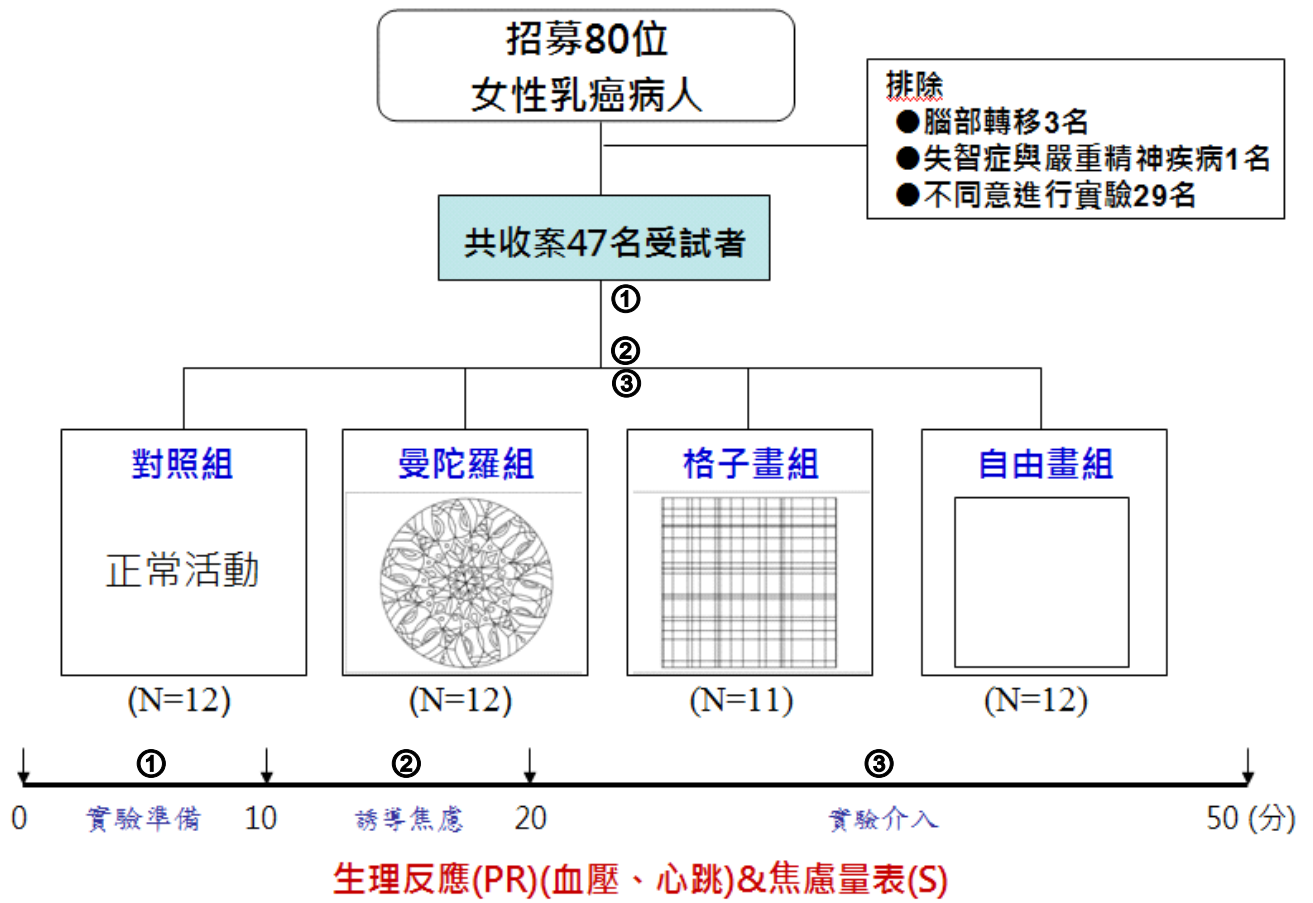 招募80位
女性乳癌病人
排除
●腦部轉移3名
●失智症與嚴重精神疾病1名
●不同意進行實驗29名
共收案47名受試者
①
②
③
對照組
正常活動
(N=12)
曼陀羅組
(N=12)
格子畫組
(N=11)
自由畫組
(N=12)
① ② ③
0 實驗準備 10 誘導焦慮 20 實驗介入 50 (分)
生理反應(PR)(血壓、心跳)&焦慮量表(S)